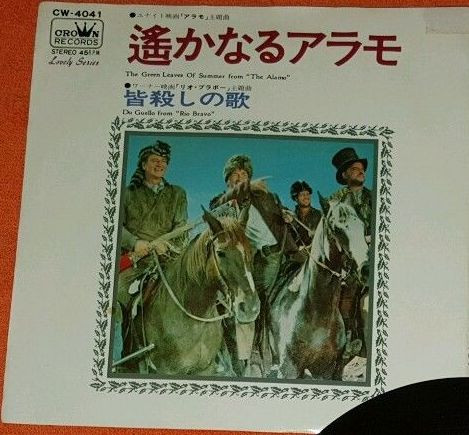 CW-4041
CROWN
RECORDS
STEREO 45 R.P.M.
Lovely Series
●ユナイト映画「アラモ」主題曲
遙かなるアラモ
The Green Leaves Of Summer from "The Alamo"
●ワーナー映画「リオ・ブラボー」主題曲
皆殺しの歌
De Guello from "Rio Bravo"